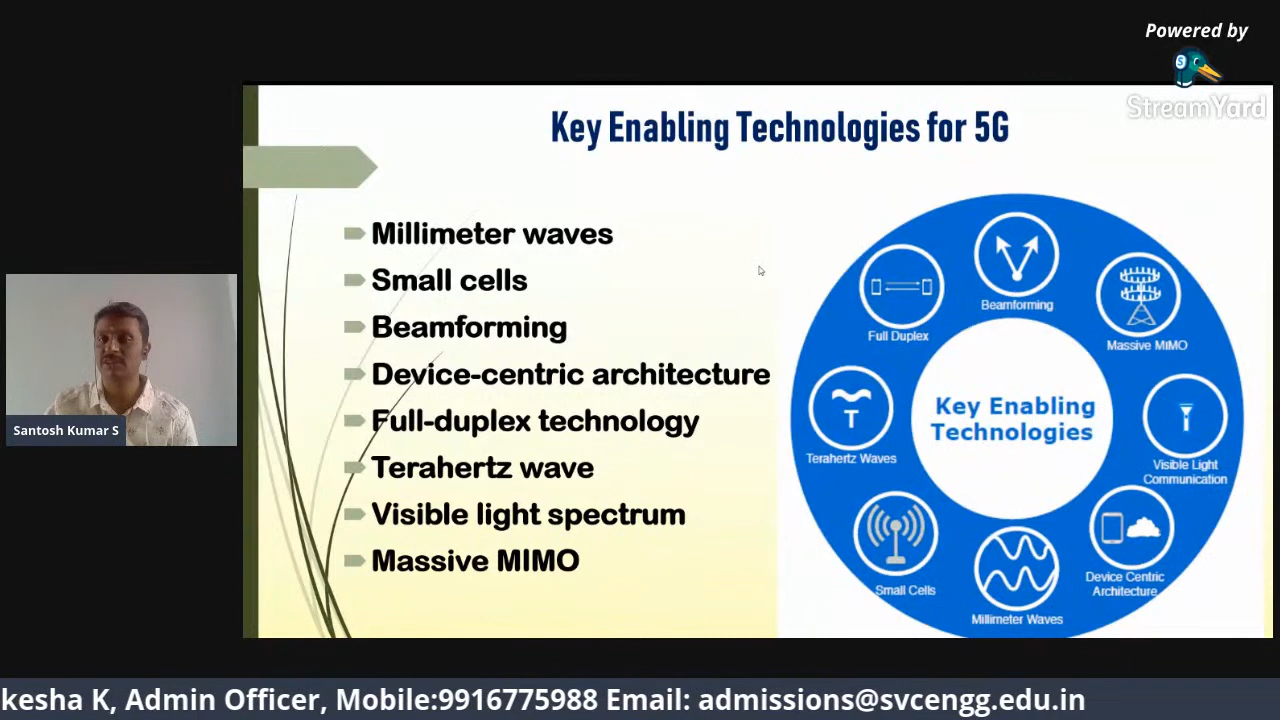 Powered by
S
StreamYard
Key Enabling Technologies for 5G
Millimeter waves
Small cells
Beamforming
Device-centric architecture
Full-duplex technology
Terahertz wave
Visible light spectrum
Massive MIMO
Beamforming
Full Duplex
Massive MIMO
Key Enabling
Technologies
T
Terahertz Waves
Visible Light
Communication
Small Cells
Device Centric
Architecture
Millimeter Waves
Santosh Kumar S
kesha K, Admin Officer, Mobile:9916775988 Email: admissions@svcengg.edu.in